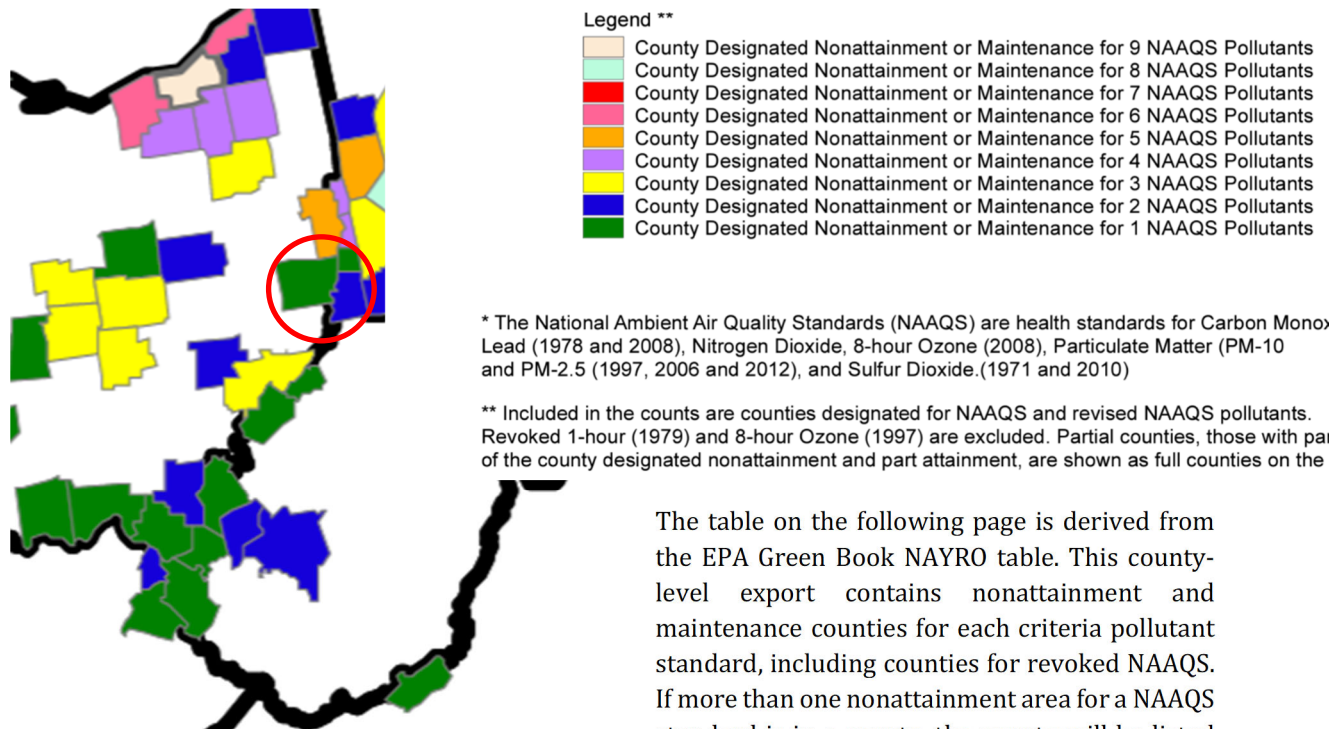 Legend **
County Designated Nonattainment or Maintenance for 9 NAAQS Pollutants
County Designated Nonattainment or Maintenance for 8 NAAQS Pollutants
County Designated Nonattainment or Maintenance for 7 NAAQS Pollutants
County Designated Nonattainment or Maintenance for 6 NAAQS Pollutants
County Designated Nonattainment or Maintenance for 5 NAAQS Pollutants
County Designated Nonattainment or Maintenance for 4 NAAQS Pollutants
County Designated Nonattainment or Maintenance for 3 NAAQS Pollutants
County Designated Nonattainment or Maintenance for 2 NAAQS Pollutants
County Designated Nonattainment or Maintenance for 1 NAAQS Pollutants
* The National Ambient Air Quality Standards (NAAQS) are health standards for Carbon Monox
Lead (1978 and 2008), Nitrogen Dioxide, 8-hour Ozone (2008), Particulate Matter (PM-10
and PM-2.5 (1997, 2006 and 2012), and Sulfur Dioxide.(1971 and 2010)
** Included in the counts are counties designated for NAAQS and revised NAAQS pollutants.
Revoked 1-hour (1979) and 8-hour Ozone (1997) are excluded. Partial counties, those with par
of the county designated nonattainment and part attainment, are shown as full counties on the
The table on the following page is derived from
the EPA Green Book NAYRO table. This county-
level export contains nonattainment and
maintenance counties for each criteria pollutant
standard, including counties for revoked NAAQS.
If more than one nonattainment area for a NAAQS